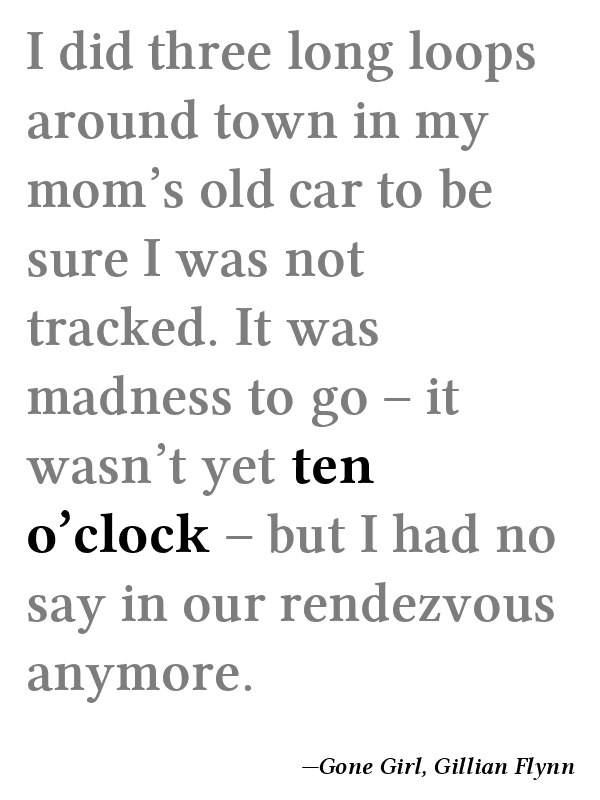 I did three long loops
around town in my
mom’s old car to be
sure I was not
tracked. It was
madness to go – it
wasn’t yet ten
o’clock – but I had no
say in our rendezvous
anymore.
—Gone Girl, Gillian Flynn